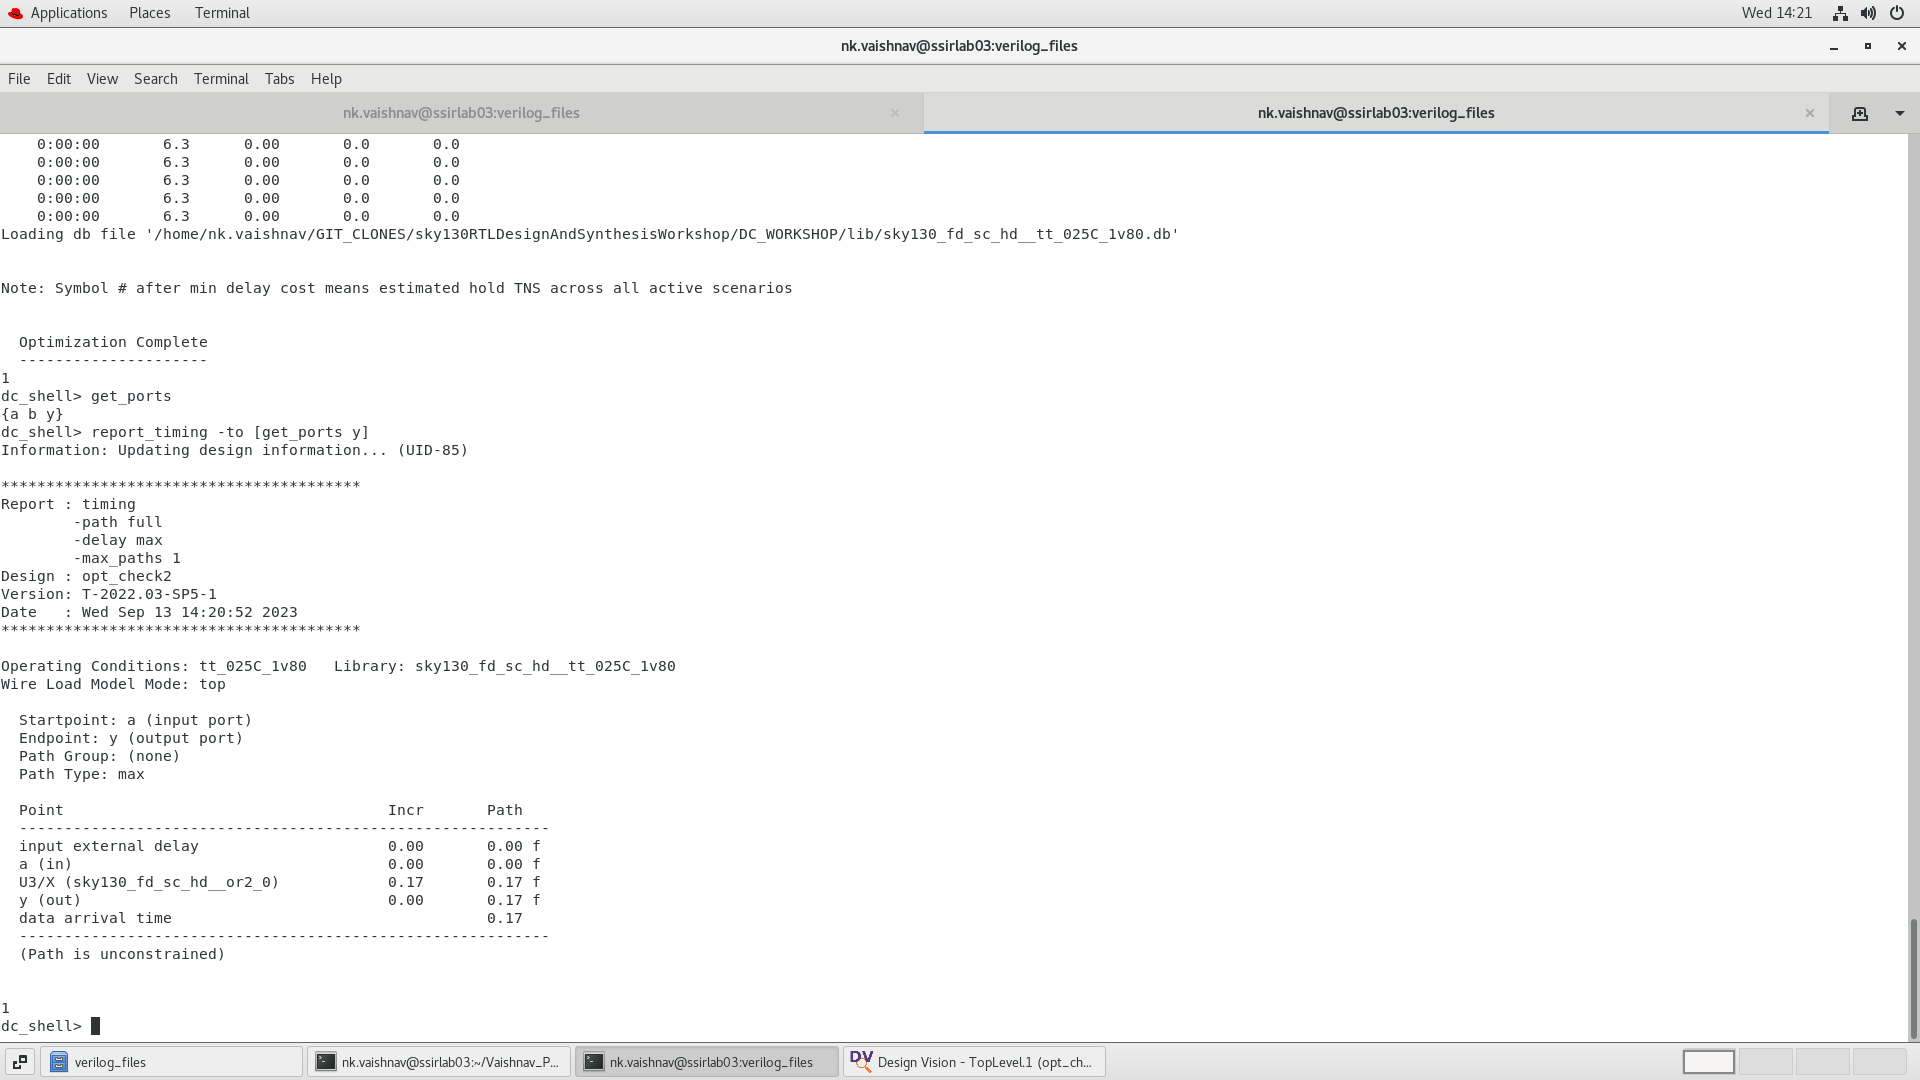 Applications Places Terminal Wed 14:21
nk.vaishnav@ssirlab03:verilog_files
File Edit View Search Terminal Tabs Help
nk.vaishnav@ssirlab03:verilog_files × nk.vaishnav@ssirlab03:verilog_files ×
0:00:00 6.3 0.00 0.0 0.0
0:00:00 6.3 0.00 0.0 0.0
0:00:00 6.3 0.00 0.0 0.0
0:00:00 6.3 0.00 0.0 0.0
0:00:00 6.3 0.00 0.0 0.0
Loading db file '/home/nk.vaishnav/GIT_CLONES/sky130RTLDesignAndSynthesisWorkshop/DC_WORKSHOP/lib/sky130_fd_sc_hd__tt_025C_1v80.db'
Note: Symbol # after min delay cost means estimated hold TNS across all active scenarios
Optimization Complete
---------------------
1
dc_shell> get_ports
{a b y}
dc_shell> report_timing -to [get_ports y]
Information: Updating design information... (UID-85)
****************************************
Report : timing
-path full
-delay max
-max_paths 1
Design : opt_check2
Version: T-2022.03-SP5-1
Date   : Wed Sep 13 14:20:52 2023
****************************************
Operating Conditions: tt_025C_1v80   Library: sky130_fd_sc_hd__tt_025C_1v80
Wire Load Model Mode: top
Startpoint: a (input port)
Endpoint: y (output port)
Path Group: (none)
Path Type: max
Point Incr Path
-----------------------------------------------------------
input external delay 0.00 0.00 f
a (in) 0.00 0.00 f
U3/X (sky130_fd_sc_hd__or2_0) 0.17 0.17 f
y (out) 0.00 0.17 f
data arrival time 0.17
-----------------------------------------------------------
(Path is unconstrained)
1
dc_shell>
verilog_files nk.vaishnav@ssirlab03:~/Vaishnav_P... nk.vaishnav@ssirlab03:verilog_files DV Design Vision - TopLevel.1 (opt_ch...